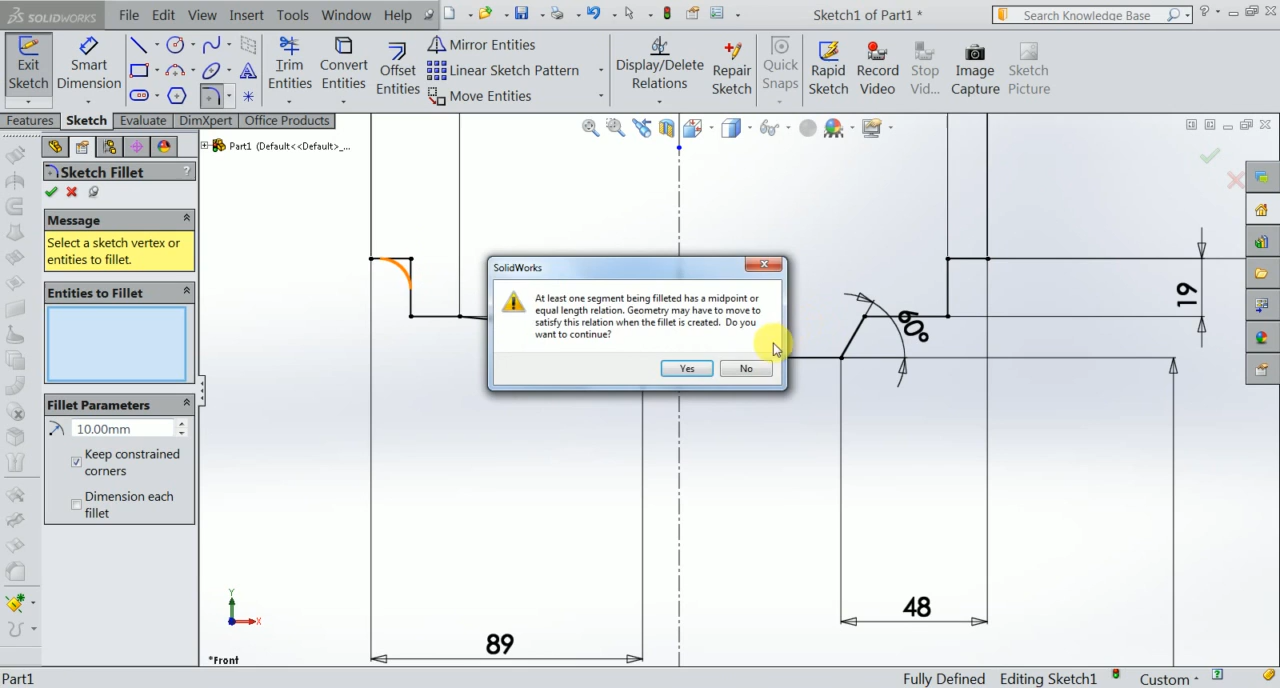 SOLIDWORKS File Edit View Insert Tools Window Help Sketch1 of Part1 * Search Knowledge Base ?
Exit Sketch
Smart Dimension
Trim Entities
Convert Entities
Offset Entities
Mirror Entities
Linear Sketch Pattern
Move Entities
Display/Delete Relations
Repair Sketch
Quick Snaps
Rapid Sketch
Record Video
Stop Vid...
Image Capture
Sketch Picture
Features Sketch Evaluate DimXpert Office Products
Part1 (Default<<Default>_...
Sketch Fillet ?
Message
Select a sketch vertex or
entities to fillet.
Entities to Fillet
Fillet Parameters
10.00mm
Keep constrained
corners
Dimension each
fillet
SolidWorks
At least one segment being filleted has a midpoint or
equal length relation. Geometry may have to move to
satisfy this relation when the fillet is created. Do you
want to continue?
Yes No
60°
19
48
89
Y
X
*Front
Part1 Fully Defined Editing Sketch1 Custom ?